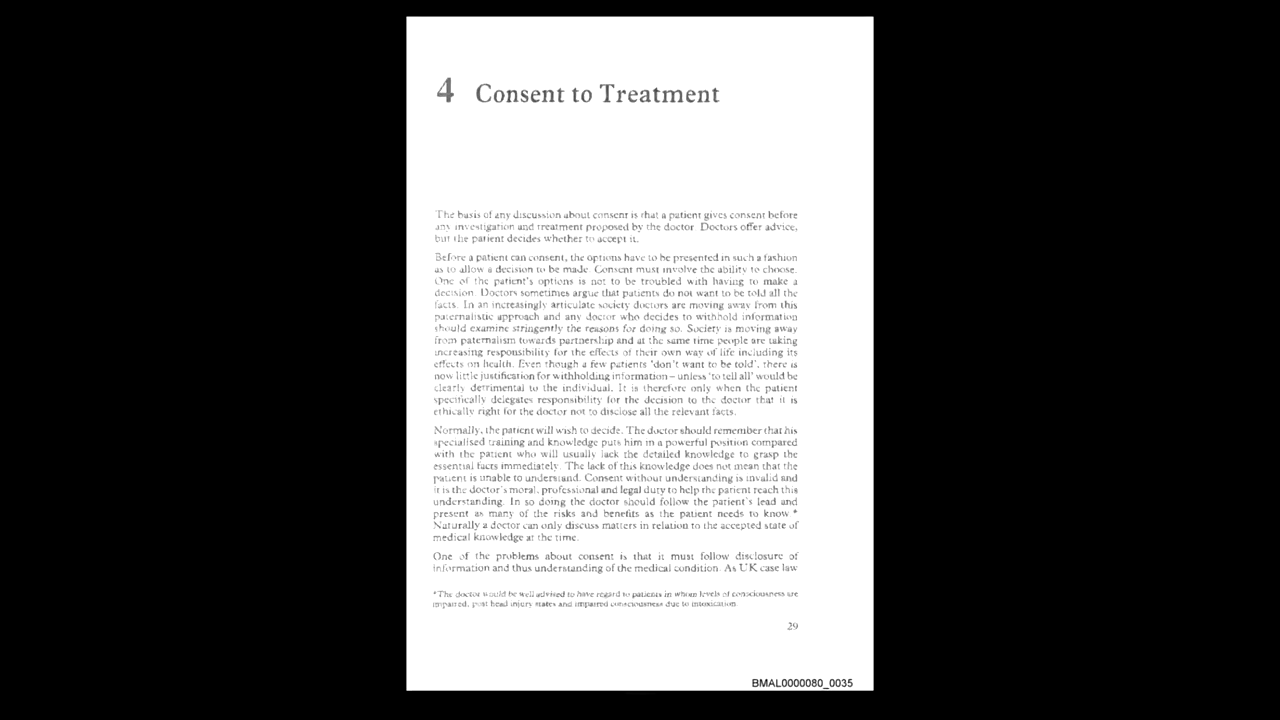 4 Consent to Treatment
The basis of any discussion about consent is that a patient gives consent before
any investigation and treatment proposed by the doctor. Doctors offer advice,
but the patient decides whether to accept it.
Before a patient can consent, the options have to be presented in such a fashion
as to allow a decision to be made. Consent must involve the ability to choose.
One of the patient's options is not to be troubled with having to make a
decision. Doctors sometimes argue that patients do not want to be told all the
facts. In an increasingly articulate society doctors are moving away from this
paternalistic approach and any doctor who decides to withhold information
should examine stringently the reasons for doing so. Society is moving away
from paternalism towards partnership and at the same time people are taking
increasing responsibility for the effects of their own way of life including its
effects on health. Even though a few patients 'don't want to be told', there is
now little justification for withholding information – unless 'to tell all' would be
clearly detrimental to the individual. It is therefore only when the patient
specifically delegates responsibility for the decision to the doctor that it is
ethically right for the doctor not to disclose all the relevant facts.
Normally, the patient will wish to decide. The doctor should remember that his
specialised training and knowledge puts him in a powerful position compared
with the patient who will usually lack the detailed knowledge to grasp the
essential facts immediately. The lack of this knowledge does not mean that the
patient is unable to understand. Consent without understanding is invalid and
it is the doctor's moral, professional and legal duty to help the patient reach this
understanding. In so doing the doctor should follow the patient's lead and
present as many of the risks and benefits as the patient needs to know *
Naturally a doctor can only discuss matters in relation to the accepted state of
medical knowledge at the time.
One of the problems about consent is that it must follow disclosure of
information and thus understanding of the medical condition. As UK case law
* The doctor would be well advised to have regard to patients in whom levels of consciousness are
impaired, post head injury states and impaired consciousness due to intoxication.
29
BMAL0000080_0035